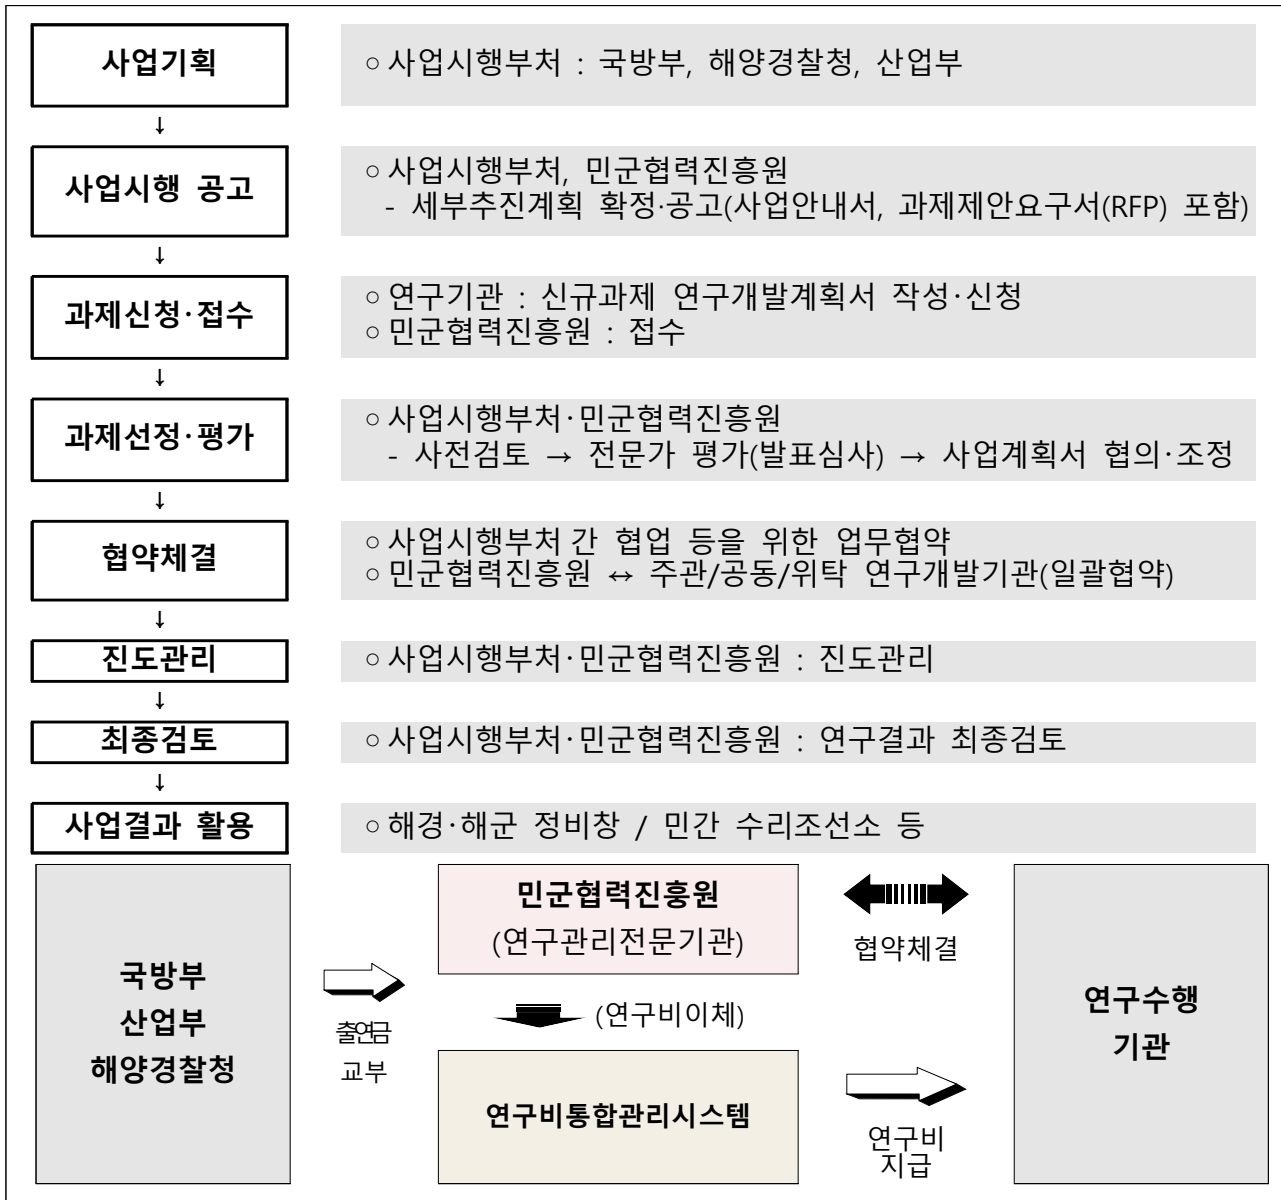 사업기획
○ 사업시행부처 : 국방부, 해양경찰청, 산업부
↓
사업시행 공고
○ 사업시행부처, 민군협력진흥원
- 세부추진계획 확정·공고(사업안내서, 과제제안요구서(RFP) 포함)
↓
과제신청·접수
○ 연구기관 : 신규과제 연구개발계획서 작성·신청
○ 민군협력진흥원 : 접수
↓
과제선정·평가
○ 사업시행부처·민군협력진흥원
- 사전검토 → 전문가 평가(발표심사) → 사업계획서 협의·조정
↓
협약체결
○ 사업시행부처 간 협업 등을 위한 업무협약
○ 민군협력진흥원 ↔ 주관/공동/위탁 연구개발기관(일괄협약)
↓
진도관리
○ 사업시행부처·민군협력진흥원 : 진도관리
↓
최종검토
○ 사업시행부처·민군협력진흥원 : 연구결과 최종검토
↓
사업결과 활용
○ 해경·해군 정비창 / 민간 수리조선소 등
국방부
산업부
해양경찰청
출연금
교부
민군협력진흥원
(연구관리전문기관)
(연구비이체)
연구비통합관리시스템
협약체결
연구비
지급
연구수행
기관